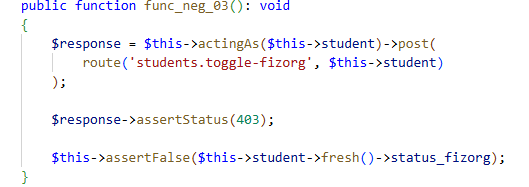 public function func_neg_03(): void
{
$response = $this->actingAs($this->student)->post(
route('students.toggle-fizorg', $this->student)
);
$response->assertStatus(403);
$this->assertFalse($this->student->fresh()->status_fizorg);
}